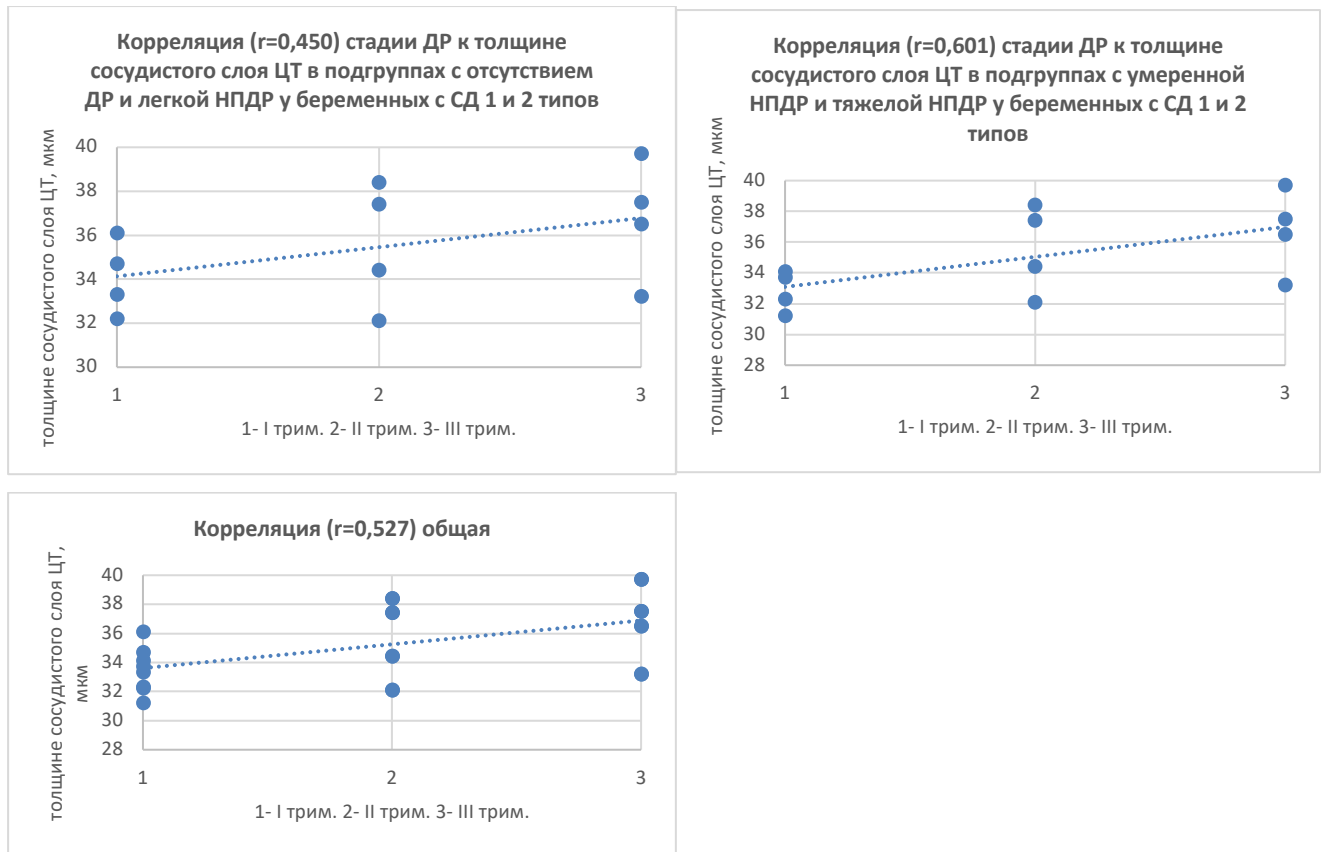 Корреляция (r=0,450) стадии ДР к толщине
сосудистого слоя ЦТ в подгруппах с отсутствием
ДР и легкой НПДР у беременных с СД 1 и 2 типов
толщине сосудистого слоя ЦТ, мкм
40
38
36
34
32
30
1
2
3
1- I трим. 2- II трим. 3- III трим.
Корреляция (r=0,601) стадии ДР к толщине
сосудистого слоя ЦТ в подгруппах с умеренной
НПДР и тяжелой НПДР у беременных с СД 1 и 2
типов
толщине сосудистого слоя ЦТ, мкм
40
38
36
34
32
30
28
1
2
3
1- I трим. 2- II трим. 3- III трим.
Корреляция (r=0,527) общая
толщине сосудистого слоя ЦТ,
мкм
40
38
36
34
32
30
28
1
2
3
1- I трим. 2- II трим. 3- III трим.